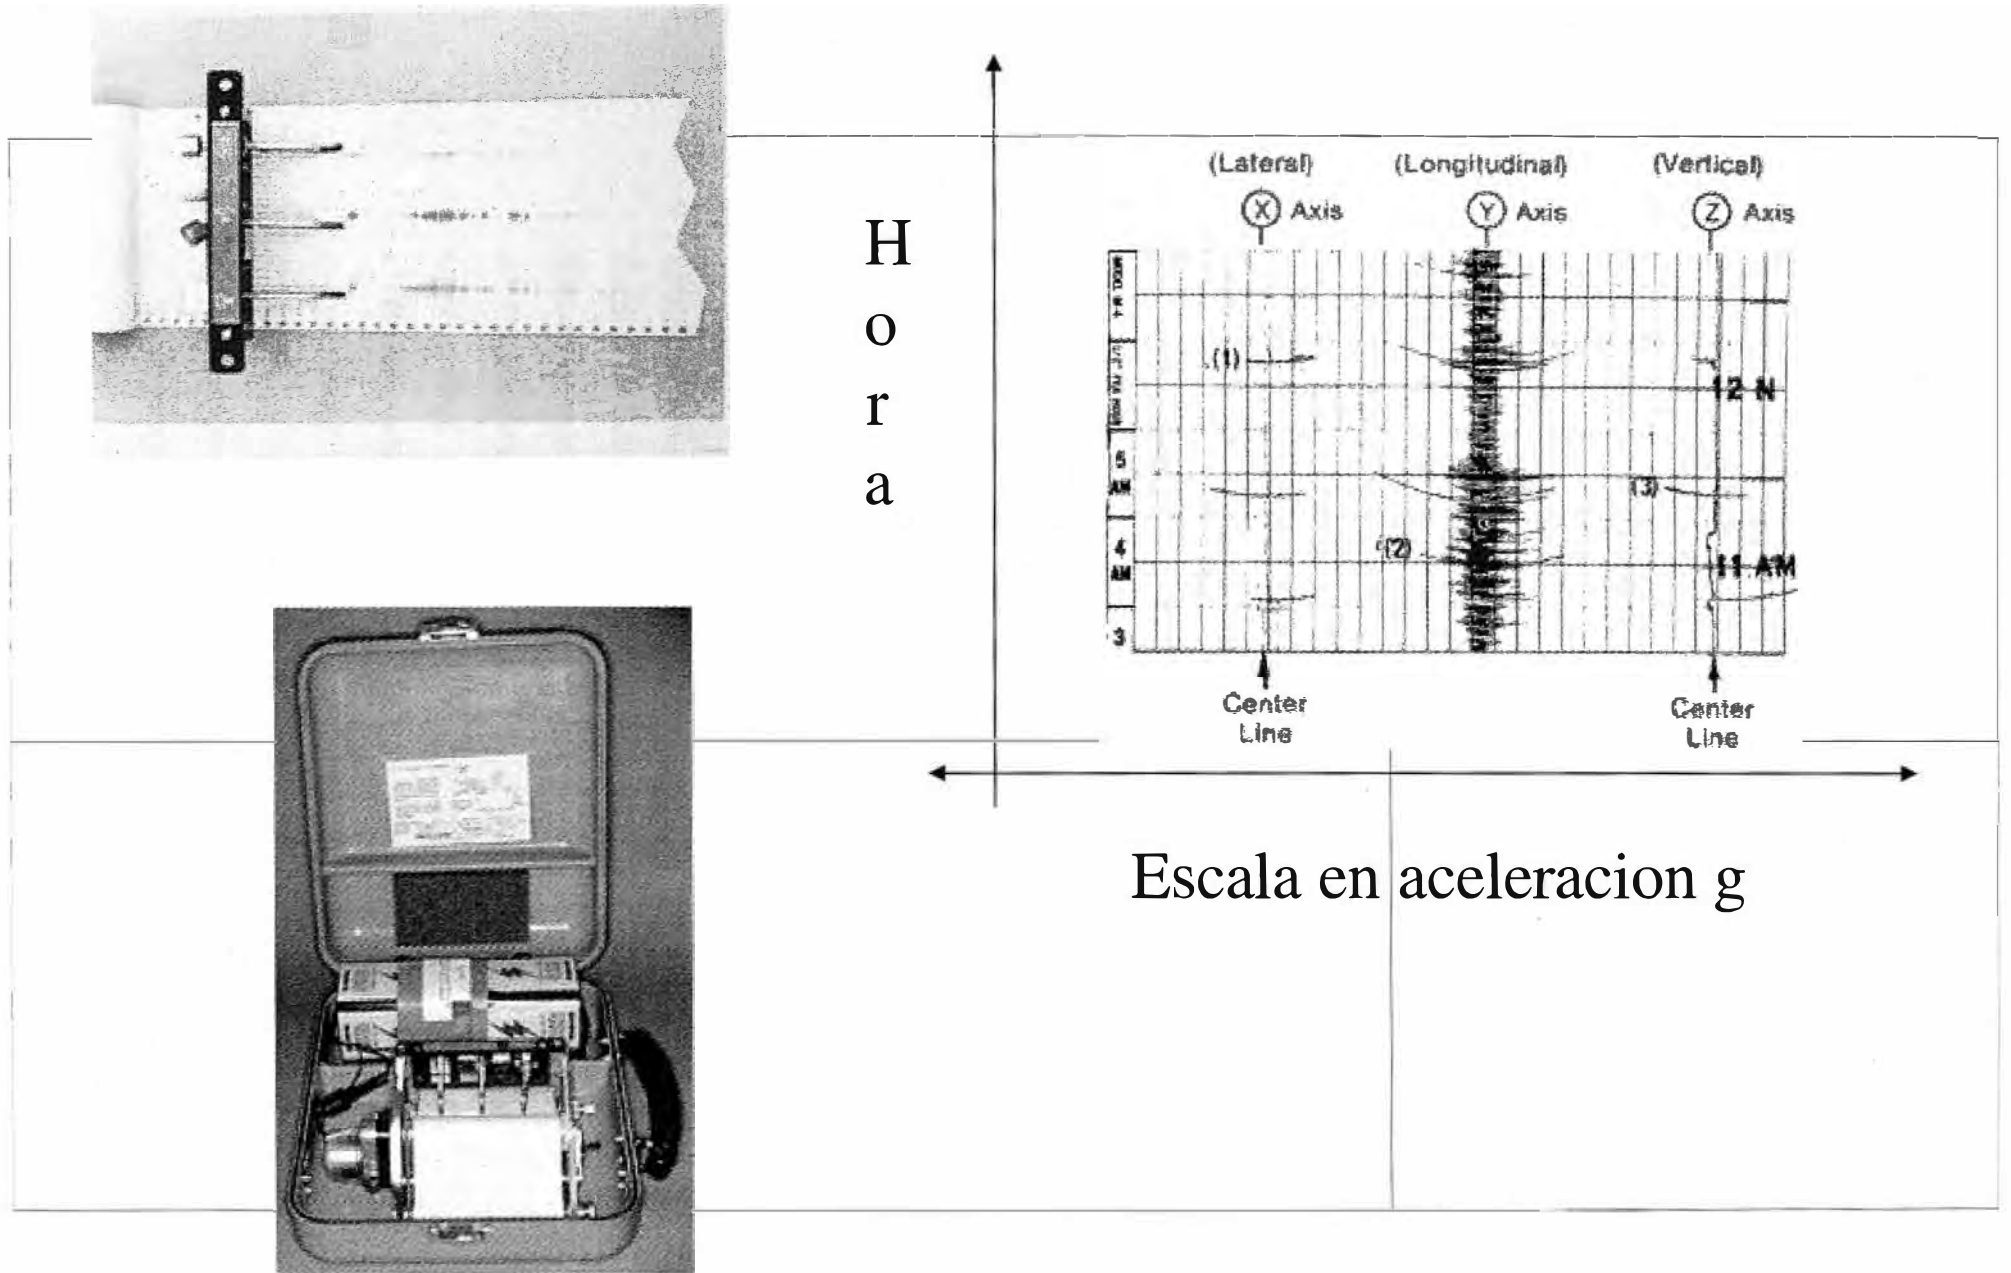 H
o
r
a
(Lateral) (Longitudinal) (Vertical)
X Axis Y Axis Z Axis
(1)
12 N
5
AM
(3)
4
AM
(2)
11 AM
3
Center
Line
Center
Line
Escala en aceleracion g